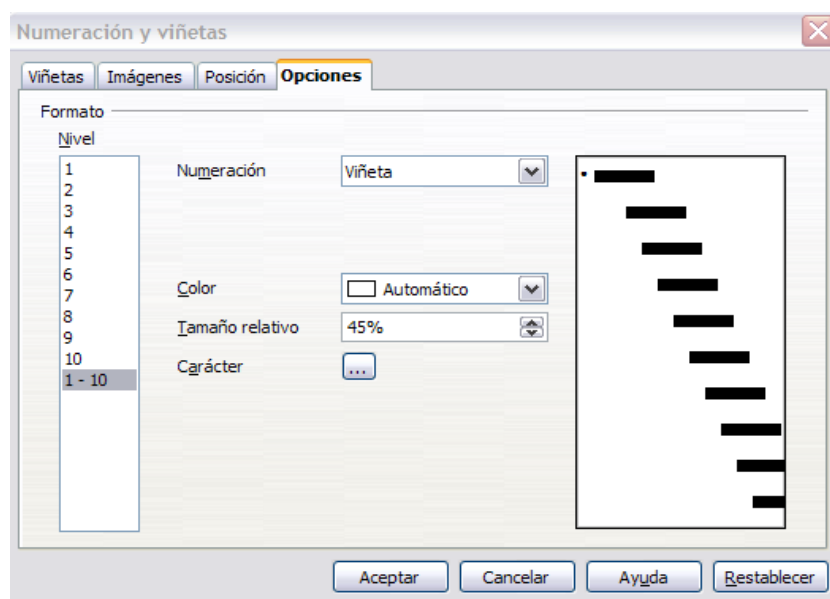 Numeración y viñetas
Viñetas Imágenes Posición Opciones
Formato
Nivel
1
2
3
4
5
6
7
8
9
10
1 - 10
Numeración Viñeta
Color Automático
Tamaño relativo 45%
Carácter ...
Aceptar Cancelar Ayuda Restablecer